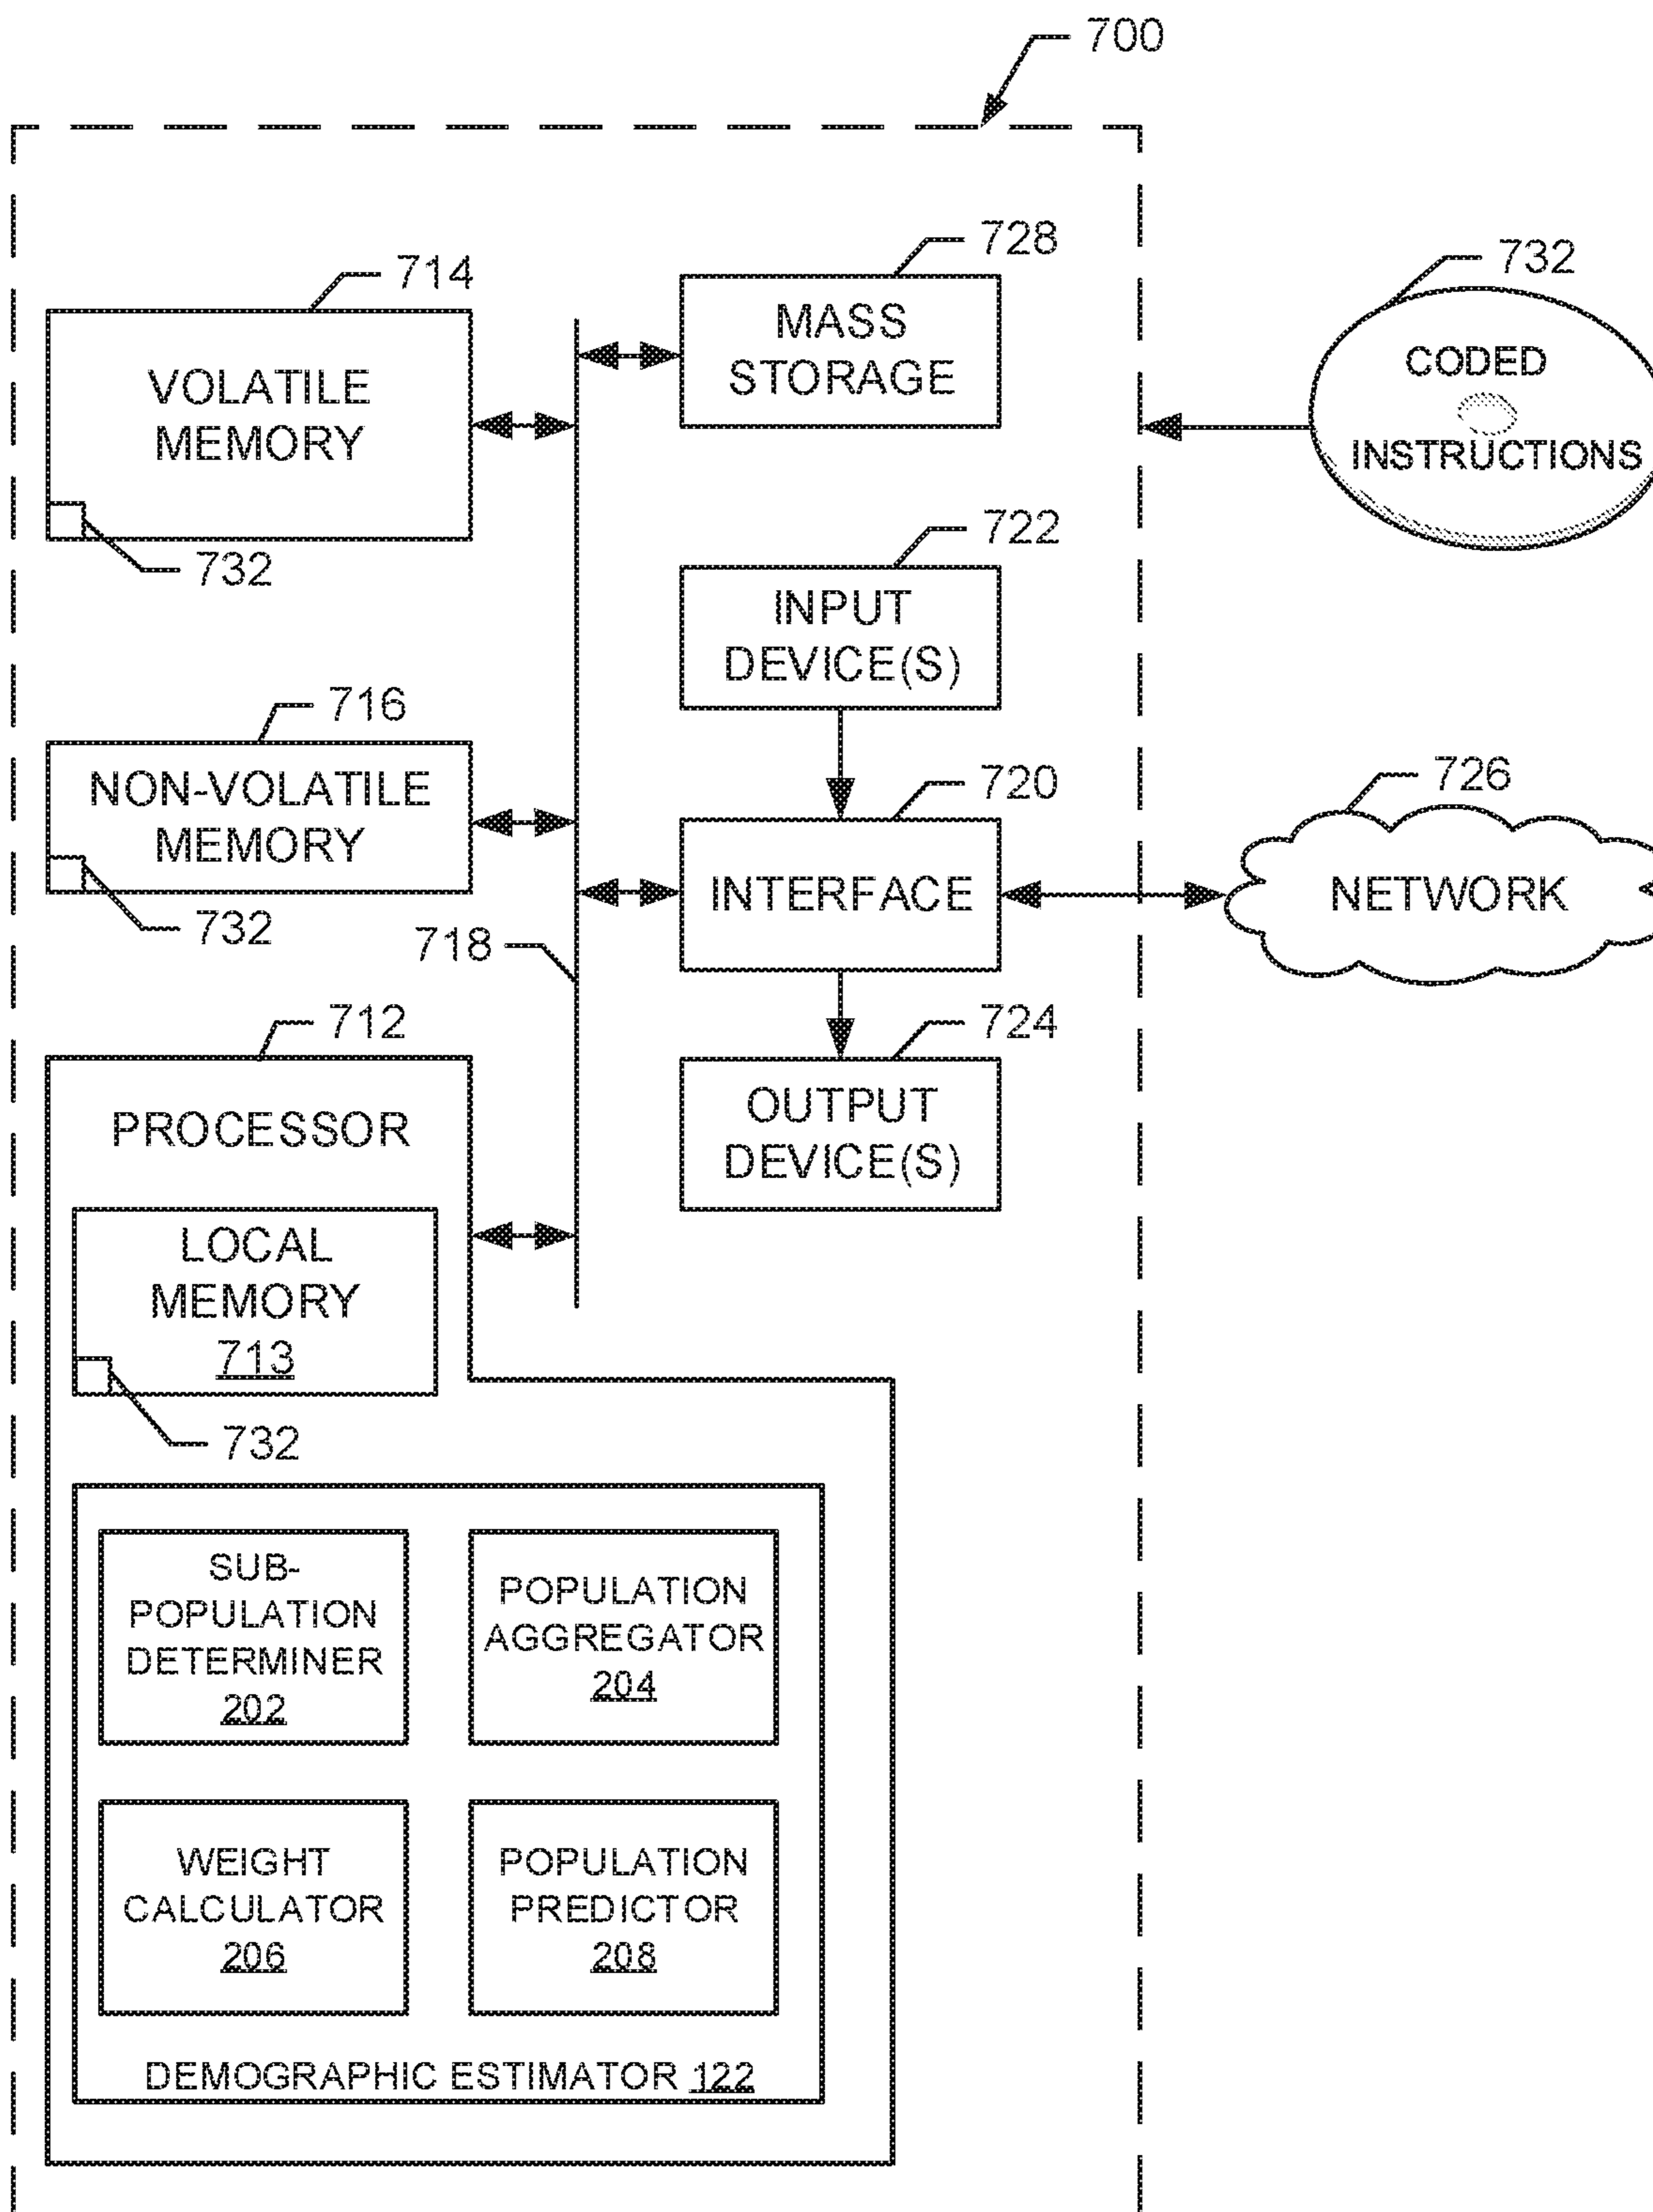 700
728
714
732
MASS
STORAGE
VOLATILE
MEMORY
CODED
INSTRUCTIONS
732
722
INPUT
DEVICE(S)
716
720
726
NON-VOLATILE
MEMORY
INTERFACE
NETWORK
732
718
712
724
PROCESSOR
OUTPUT
DEVICE(S)
LOCAL
MEMORY
713
732
SUB-
POPULATION
DETERMINER
202
POPULATION
AGGREGATOR
204
WEIGHT
CALCULATOR
206
POPULATION
PREDICTOR
208
DEMOGRAPHIC ESTIMATOR 122